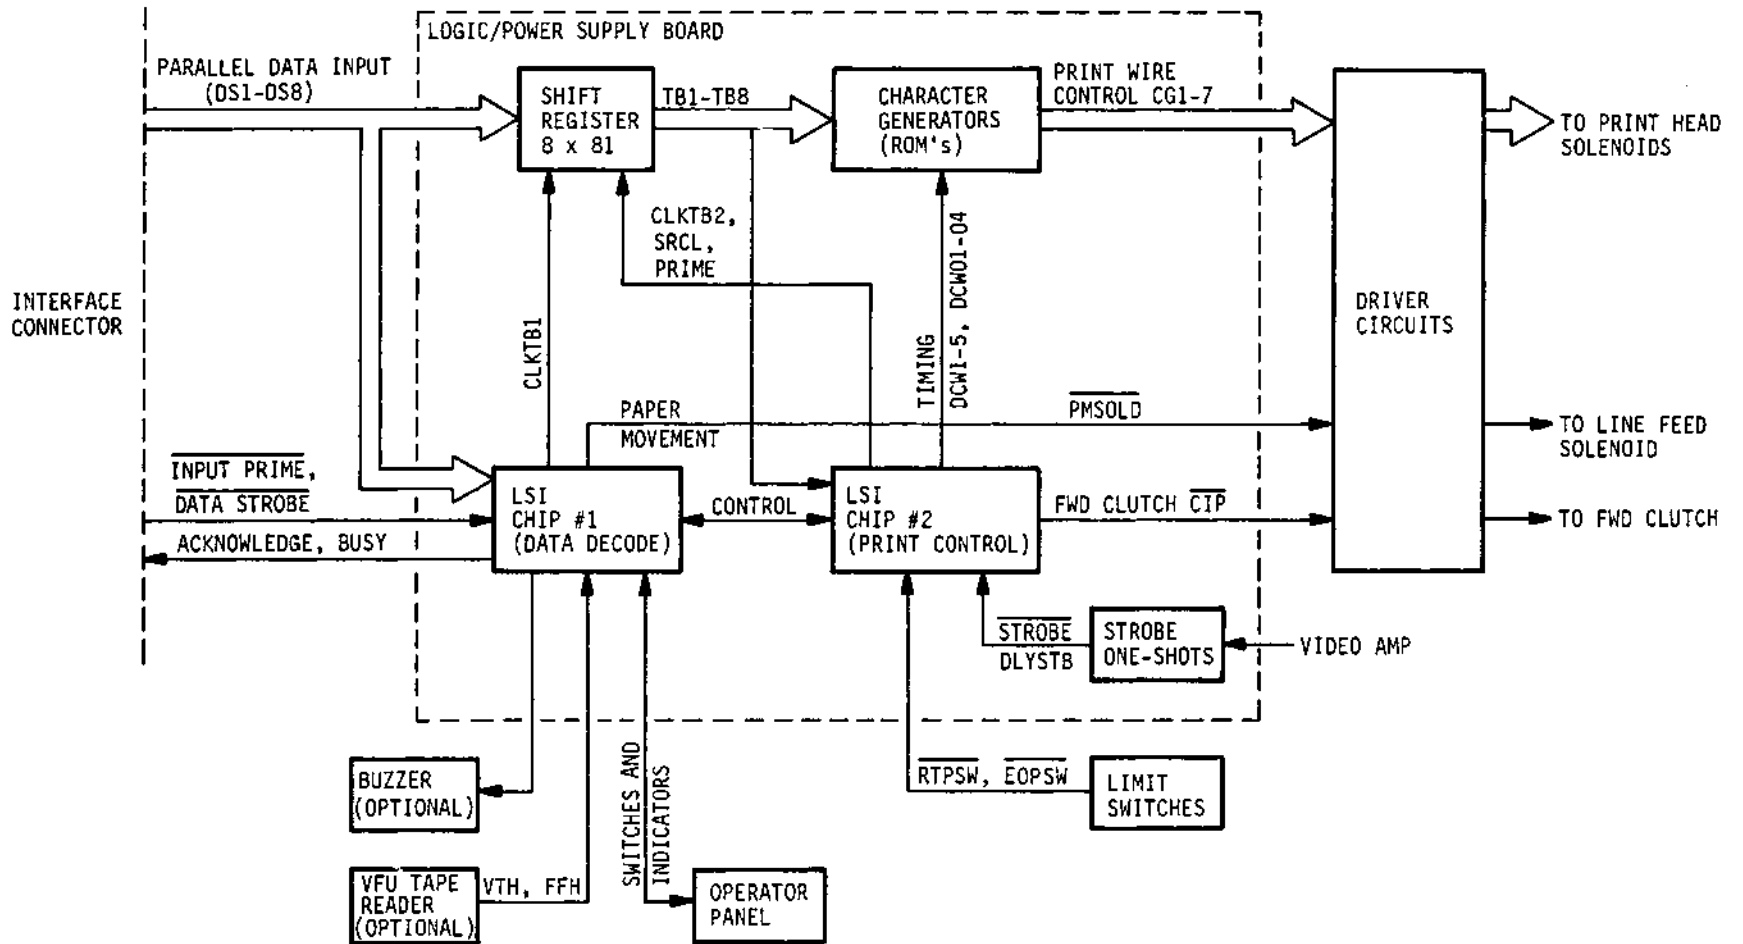 LOGIC/POWER SUPPLY BOARD
PARALLEL DATA INPUT
(DS1-DS8)
SHIFT
REGISTER
8 x 81
TB1-TB8
CHARACTER
GENERATORS
(ROM's)
PRINT WIRE
CONTROL CG1-7
TO PRINT HEAD
SOLENOIDS
CLKTB2,
SRCL,
PRIME
INTERFACE
CONNECTOR
DRIVER
CIRCUITS
CLKTB1
TIMING
DCW1-5, DCW01-04
PAPER
MOVEMENT
PMSOLD
TO LINE FEED
SOLENOID
INPUT PRIME,
DATA STROBE
LSI
CHIP #1
(DATA DECODE)
CONTROL
LSI
CHIP #2
(PRINT CONTROL)
FWD CLUTCH CIP
TO FWD CLUTCH
ACKNOWLEDGE, BUSY
STROBE
DLYSTB
STROBE
ONE-SHOTS
VIDEO AMP
BUZZER
(OPTIONAL)
SWITCHES AND
INDICATORS
RTPSW, EOPSW
LIMIT
SWITCHES
VFU TAPE
READER
(OPTIONAL)
VTH, FFH
OPERATOR
PANEL